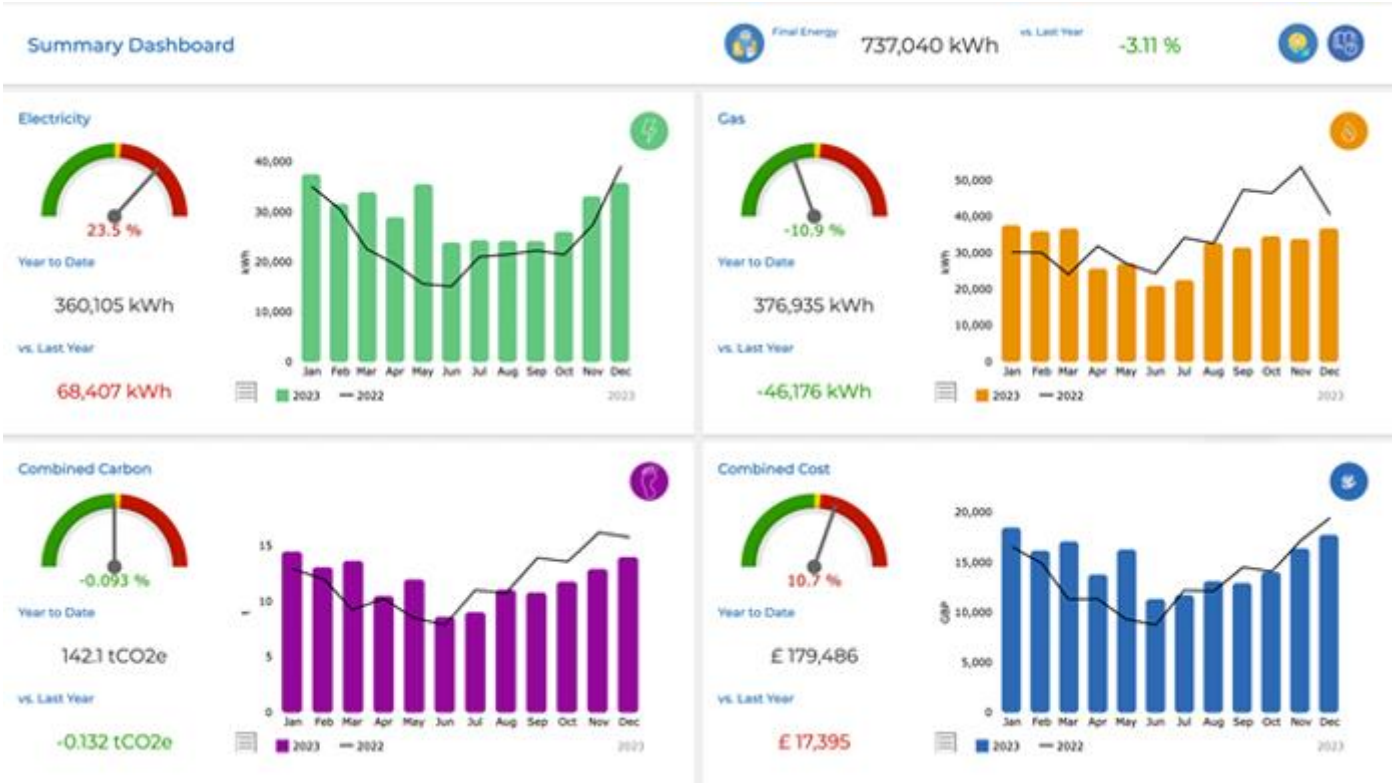 Summary Dashboard
Final Energy 737,040 kWh vs. Last Year -3.11 %
Electricity
23.5 %
Year to Date
360,105 kWh
vs. Last Year
68,407 kWh
40,000
30,000
20,000
10,000
0
kWh
Jan Feb Mar Apr May Jun Jul Aug Sep Oct Nov Dec
2023 2022
2023
Gas
-10.9 %
Year to Date
376,935 kWh
vs. Last Year
-46,176 kWh
50,000
40,000
30,000
20,000
10,000
0
kWh
Jan Feb Mar Apr May Jun Jul Aug Sep Oct Nov Dec
2023 2022
2023
Combined Carbon
-0.093 %
Year to Date
142.1 tCO2e
vs. Last Year
-0.132 tCO2e
15
10
5
0
t
Jan Feb Mar Apr May Jun Jul Aug Sep Oct Nov Dec
2023 2022
2023
Combined Cost
10.7 %
Year to Date
£ 179,486
vs. Last Year
£ 17,395
20,000
15,000
10,000
5,000
0
GBP
Jan Feb Mar Apr May Jun Jul Aug Sep Oct Nov Dec
2023 2022
2023